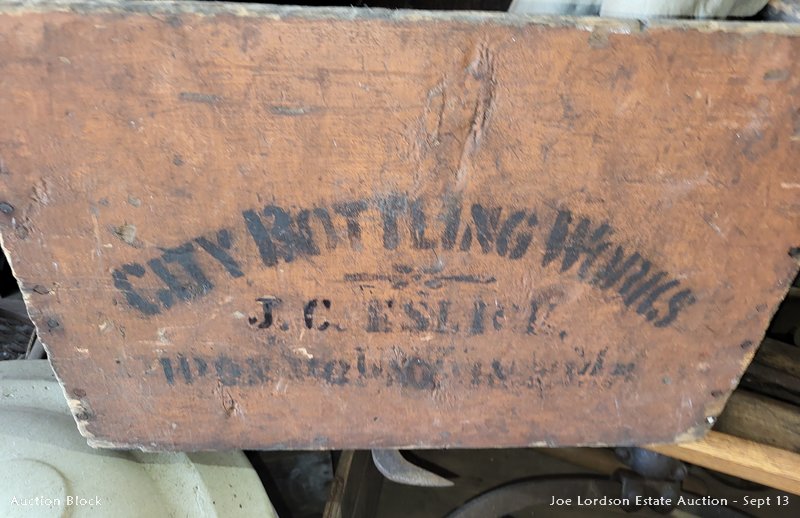 City Bottling Works
J. C. ESLICK.
Auction Block
Joe Lordson Estate Auction - Sept 13